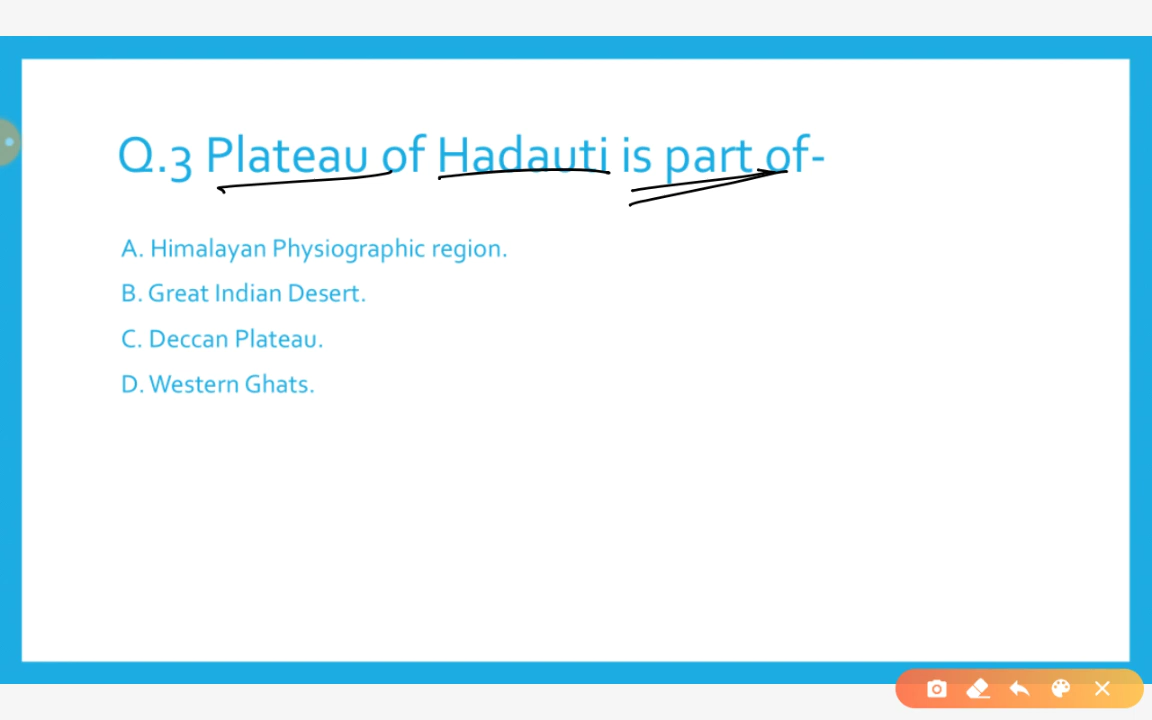 Q.3 Plateau of Hadauti is part of-
A. Himalayan Physiographic region.
B. Great Indian Desert.
C. Deccan Plateau.
D. Western Ghats.